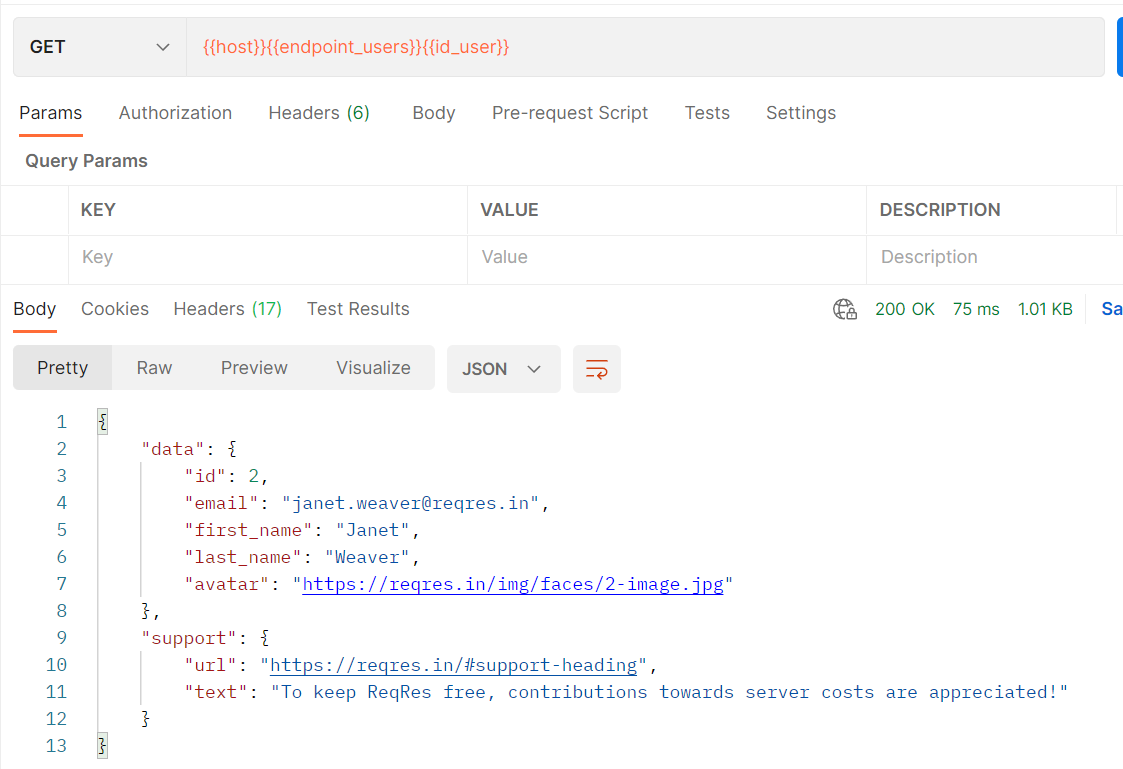 GET {{host}}{{endpoint_users}}{{id_user}}
Params Authorization Headers (6) Body Pre-request Script Tests Settings
Query Params
KEY VALUE DESCRIPTION
Key Value Description
Body Cookies Headers (17) Test Results 200 OK 75 ms 1.01 KB Sa
Pretty Raw Preview Visualize JSON
1 {
2 "data": {
3 "id": 2,
4 "email": "janet.weaver@reqres.in",
5 "first_name": "Janet",
6 "last_name": "Weaver",
7 "avatar": "https://reqres.in/img/faces/2-image.jpg"
8 },
9 "support": {
10 "url": "https://reqres.in/#support-heading",
11 "text": "To keep ReqRes free, contributions towards server costs are appreciated!"
12 }
13 }